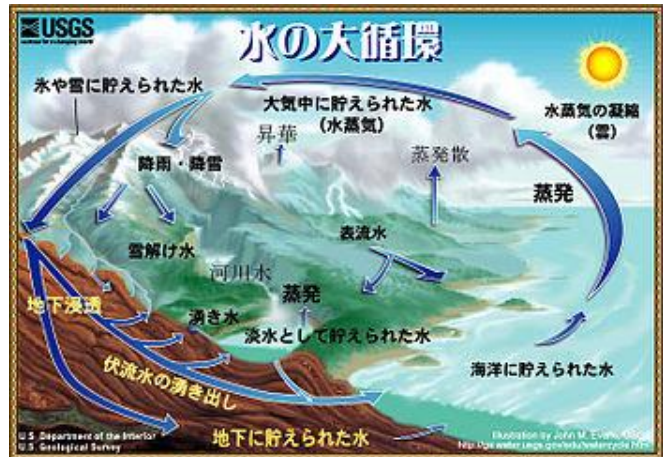 USGS
水の大循環
氷や雪に貯えられた水
大気中に貯えられた水
(水蒸気)
水蒸気の凝縮
(雲)
昇華
蒸発散
降雨・降雪
蒸発
表流水
雪解け水
河川水
蒸発
地下浸透
湧き水
淡水として貯えられた水
海洋に貯えられた水
伏流水の湧き出し
地下に貯えられた水
U.S. Department of the Interior
U.S. Geological Survey
Illustration by John M. Evans